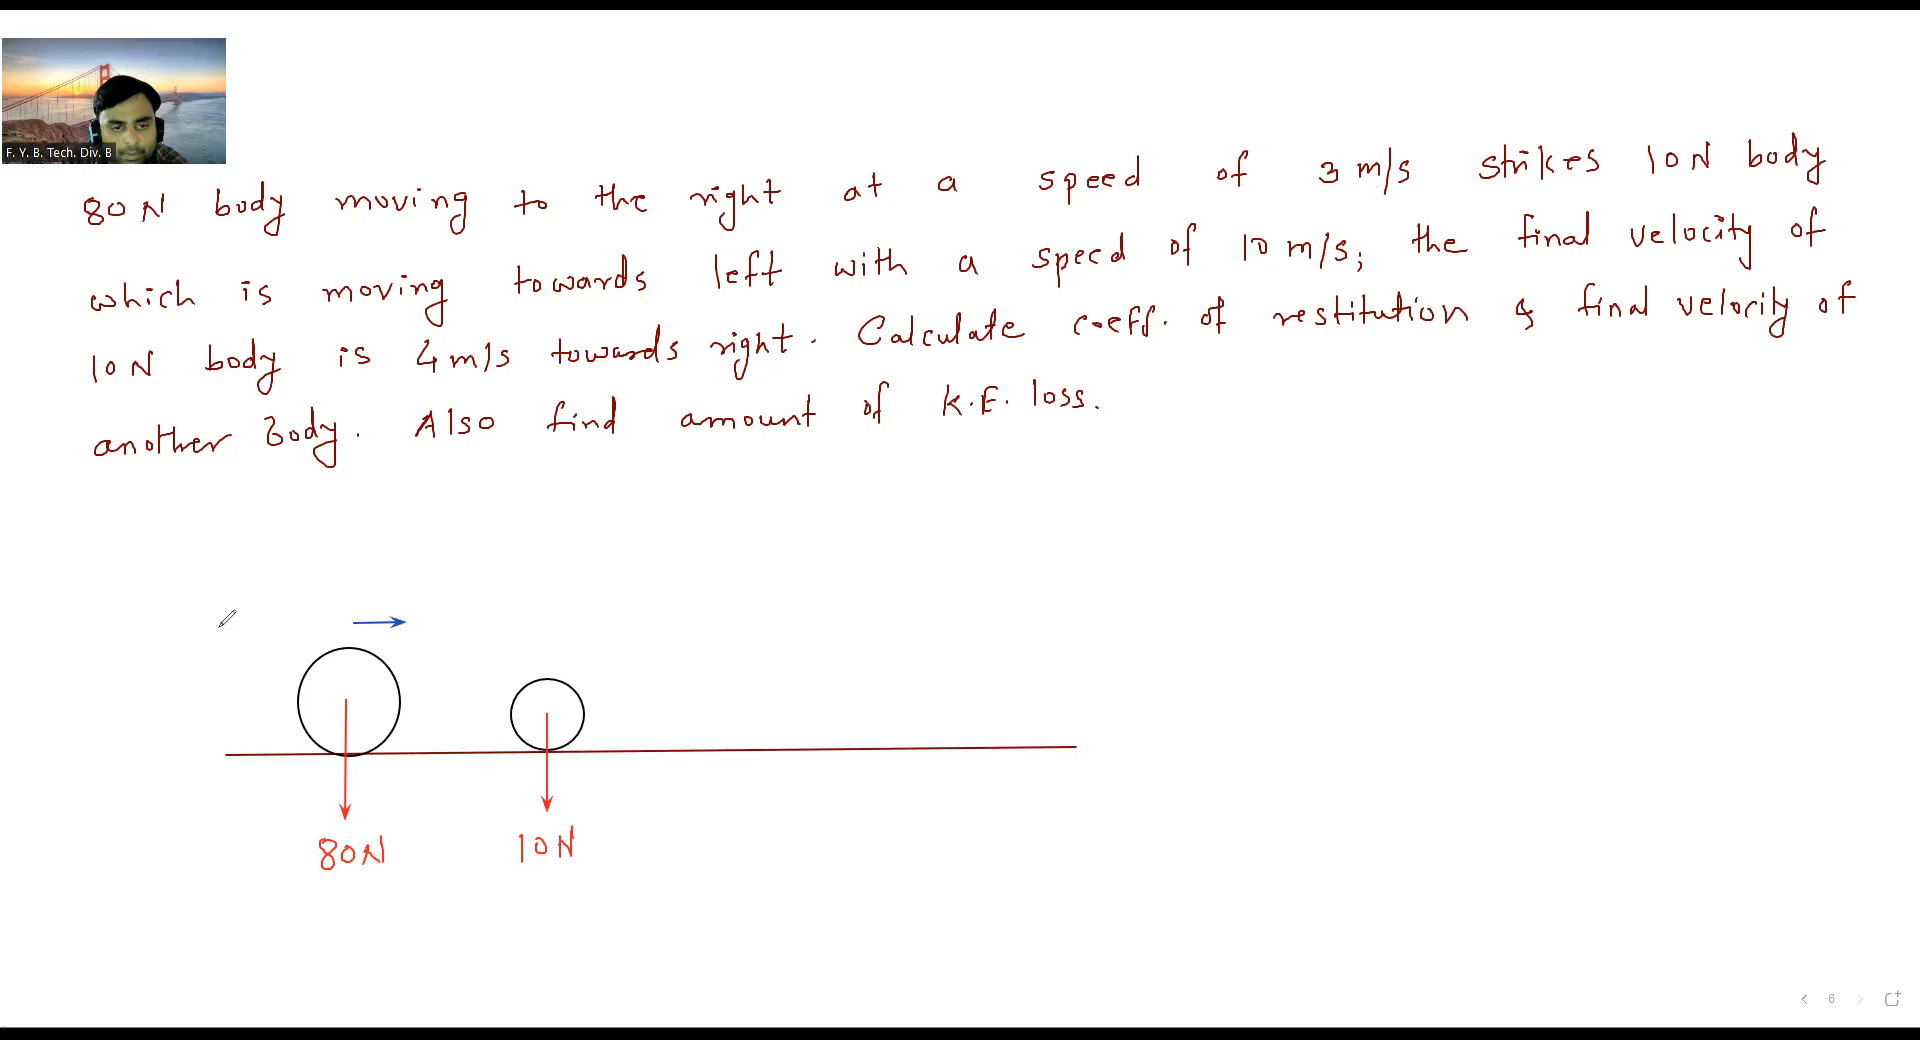 F. Y. B. Tech. Div. B
80 N body moving to the right at a speed of 3 m/s strikes 10 N body
which is moving towards left with a speed of 10 m/s; the final velocity of
10 N body is 4 m/s towards right. Calculate coeff. of restitution & final velocity of
another Body. Also find amount of K.E. loss.
80N 10N
6